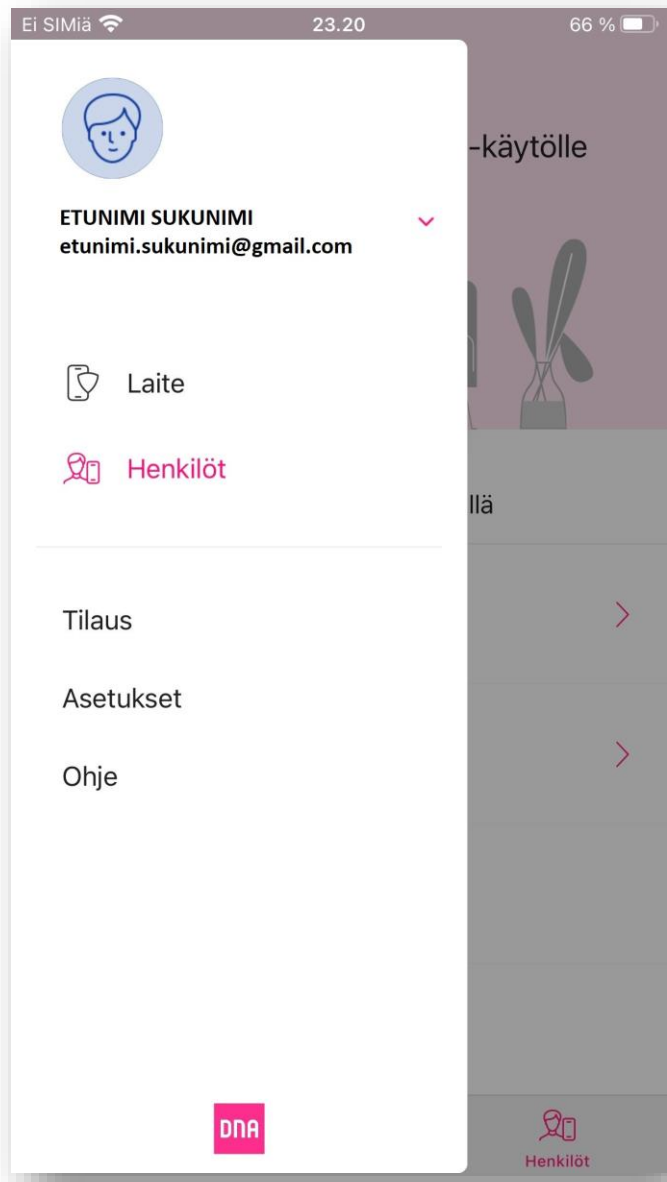 Ei SIMiä
23.20
66 %
-käytölle
ETUNIMI SUKUNIMI
etunimi.sukunimi@gmail.com
Laite
Henkilöt
llä
Tilaus
Asetukset
Ohje
DNA
Henkilöt